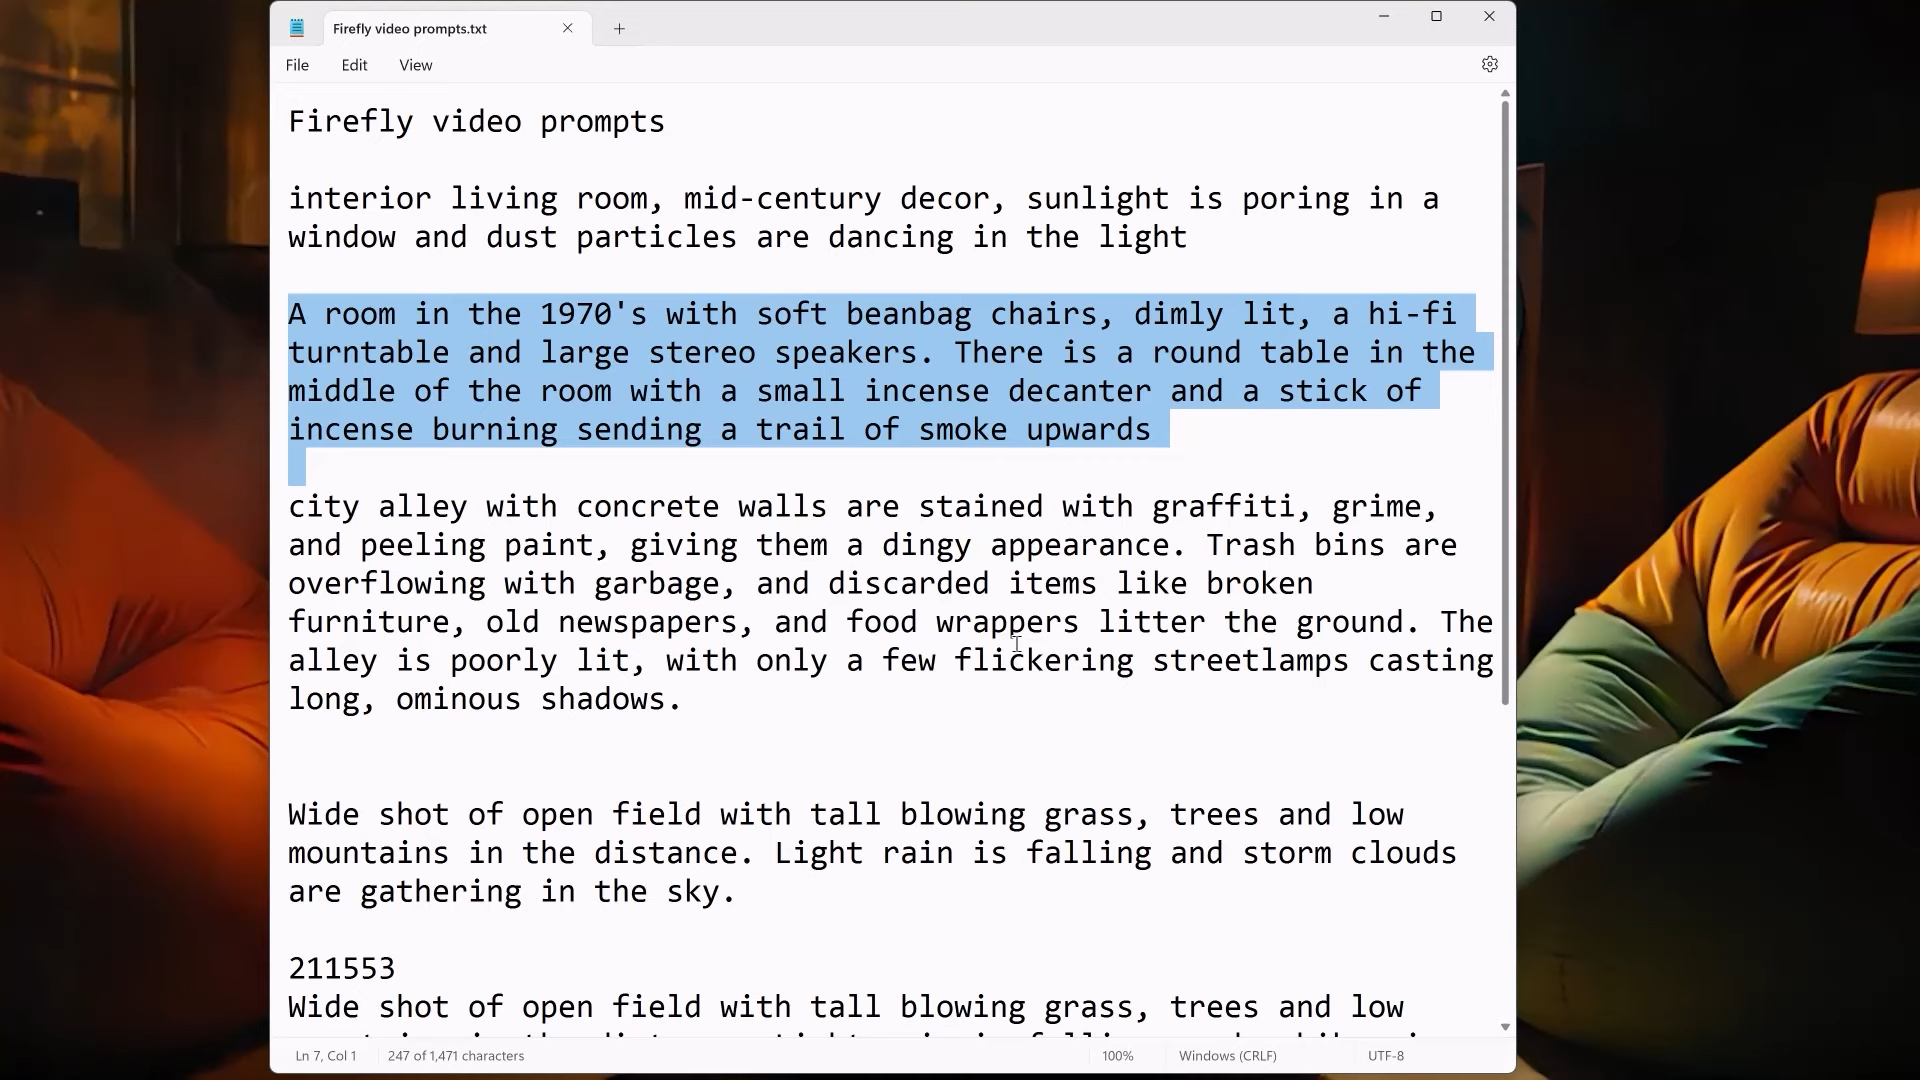 Firefly video prompts.txt
File Edit View
Firefly video prompts
interior living room, mid-century decor, sunlight is poring in a
window and dust particles are dancing in the light
A room in the 1970's with soft beanbag chairs, dimly lit, a hi-fi
turntable and large stereo speakers. There is a round table in the
middle of the room with a small incense decanter and a stick of
incense burning sending a trail of smoke upwards
city alley with concrete walls are stained with graffiti, grime,
and peeling paint, giving them a dingy appearance. Trash bins are
overflowing with garbage, and discarded items like broken
furniture, old newspapers, and food wrappers litter the ground. The
alley is poorly lit, with only a few flickering streetlamps casting
long, ominous shadows.
Wide shot of open field with tall blowing grass, trees and low
mountains in the distance. Light rain is falling and storm clouds
are gathering in the sky.
211553
Wide shot of open field with tall blowing grass, trees and low
Ln 7, Col 1 247 of 1,471 characters 100% Windows (CRLF) UTF-8